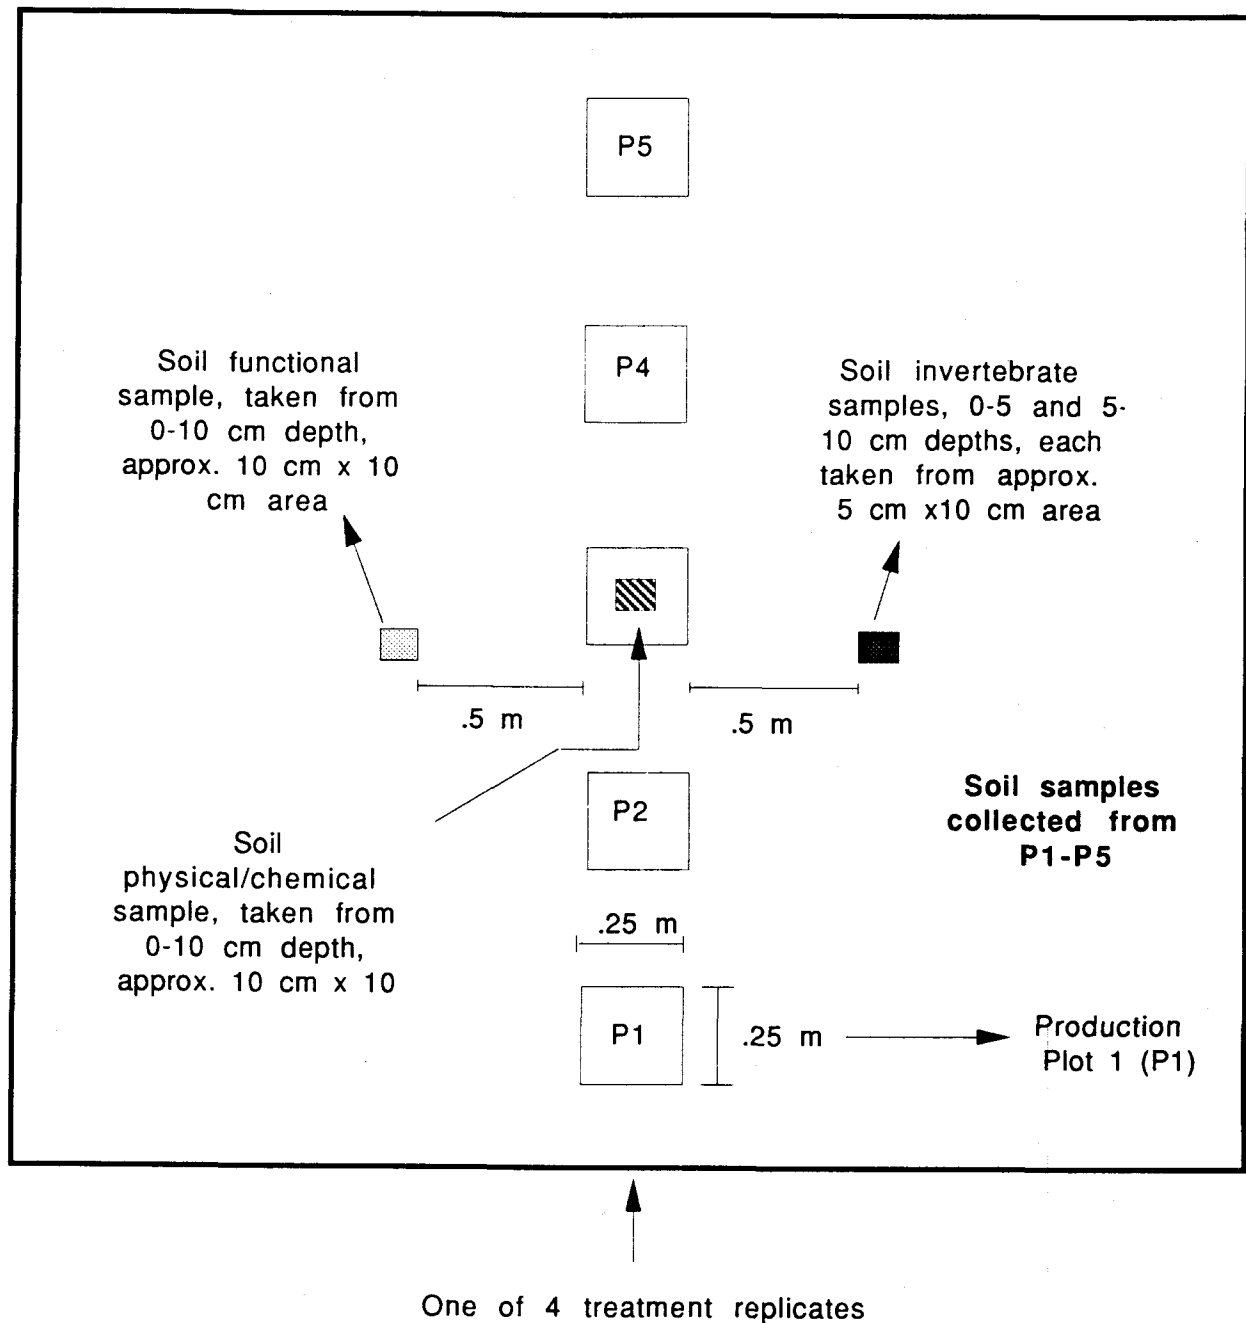 P5
P4
Soil functional
sample, taken from
0-10 cm depth,
approx. 10 cm x 10
cm area
Soil invertebrate
samples, 0-5 and 5-
10 cm depths, each
taken from approx.
5 cm x10 cm area
.5 m
.5 m
P2
Soil samples
collected from
P1-P5
Soil
physical/chemical
sample, taken from
0-10 cm depth,
approx. 10 cm x 10
.25 m
P1
.25 m
Production
Plot 1 (P1)
One of 4 treatment replicates